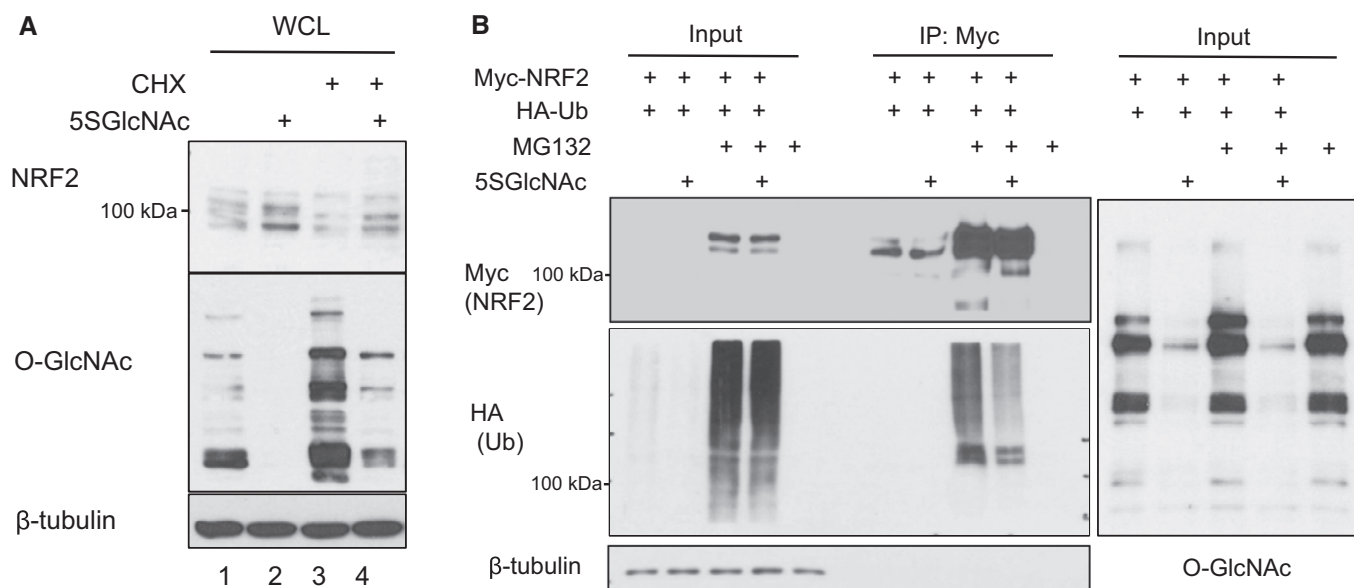 A
WCL
CHX + +
5SGlcNAc + +
NRF2
100 kDa
O-GlcNAc
β-tubulin
1 2 3 4
B
Input IP: Myc Input
Myc-NRF2 + + + + + + + + + + + +
HA-Ub + + + + + + + + + + + +
MG132 + + + + + + + + +
5SGlcNAc + + + + + +
100 kDa
Myc
(NRF2)
HA
(Ub)
100 kDa
β-tubulin
O-GlcNAc